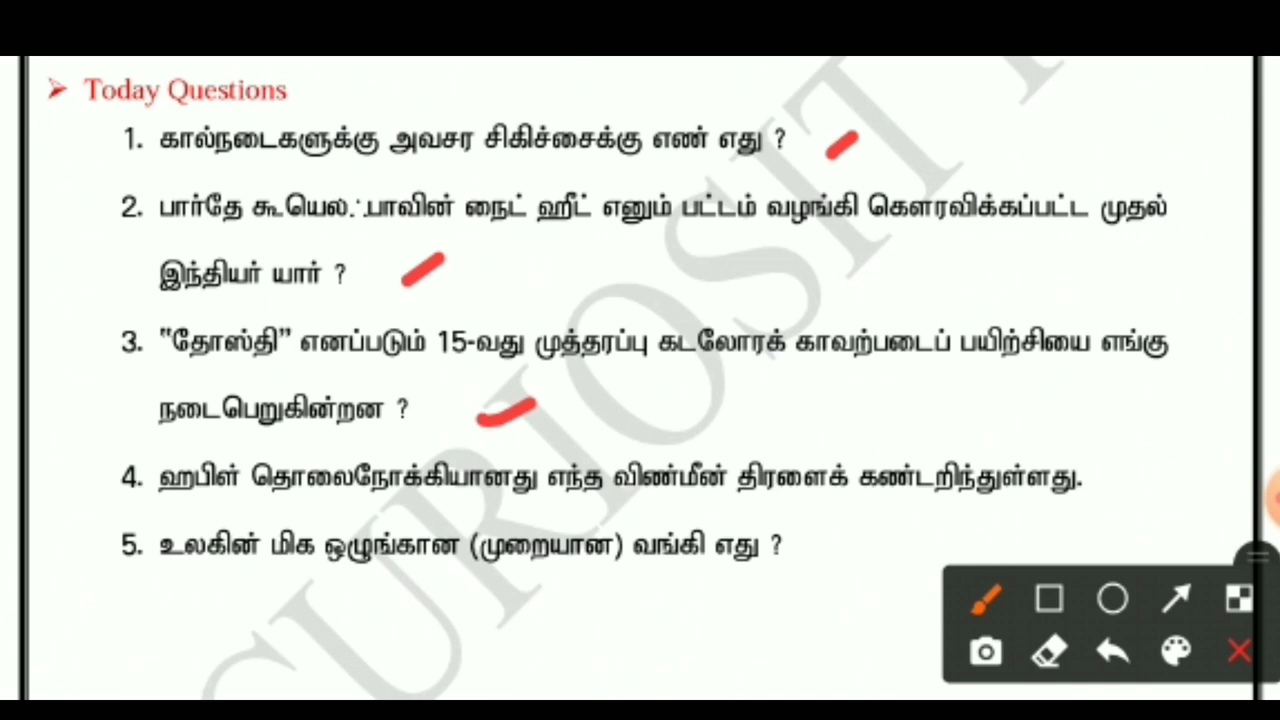 ➢ Today Questions
1. கால்நடைகளுக்கு அவசர சிகிச்சைக்கு எண் எது ?
2. பார்தே கூயெல்ஃபாவின் நைட் ஹீட் எனும் பட்டம் வழங்கி கௌரவிக்கப்பட்ட முதல்
இந்தியர் யார் ?
3. “தோஸ்தி” எனப்படும் 15-வது முத்தரப்பு கடலோரக் காவற்படைப் பயிற்சியை எங்கு
நடைபெறுகின்றன ?
4. ஹபிள் தொலைநோக்கியானது எந்த விண்மீன் திரளைக் கண்டறிந்துள்ளது.
5. உலகின் மிக ஒழுங்கான (முறையான) வங்கி எது ?